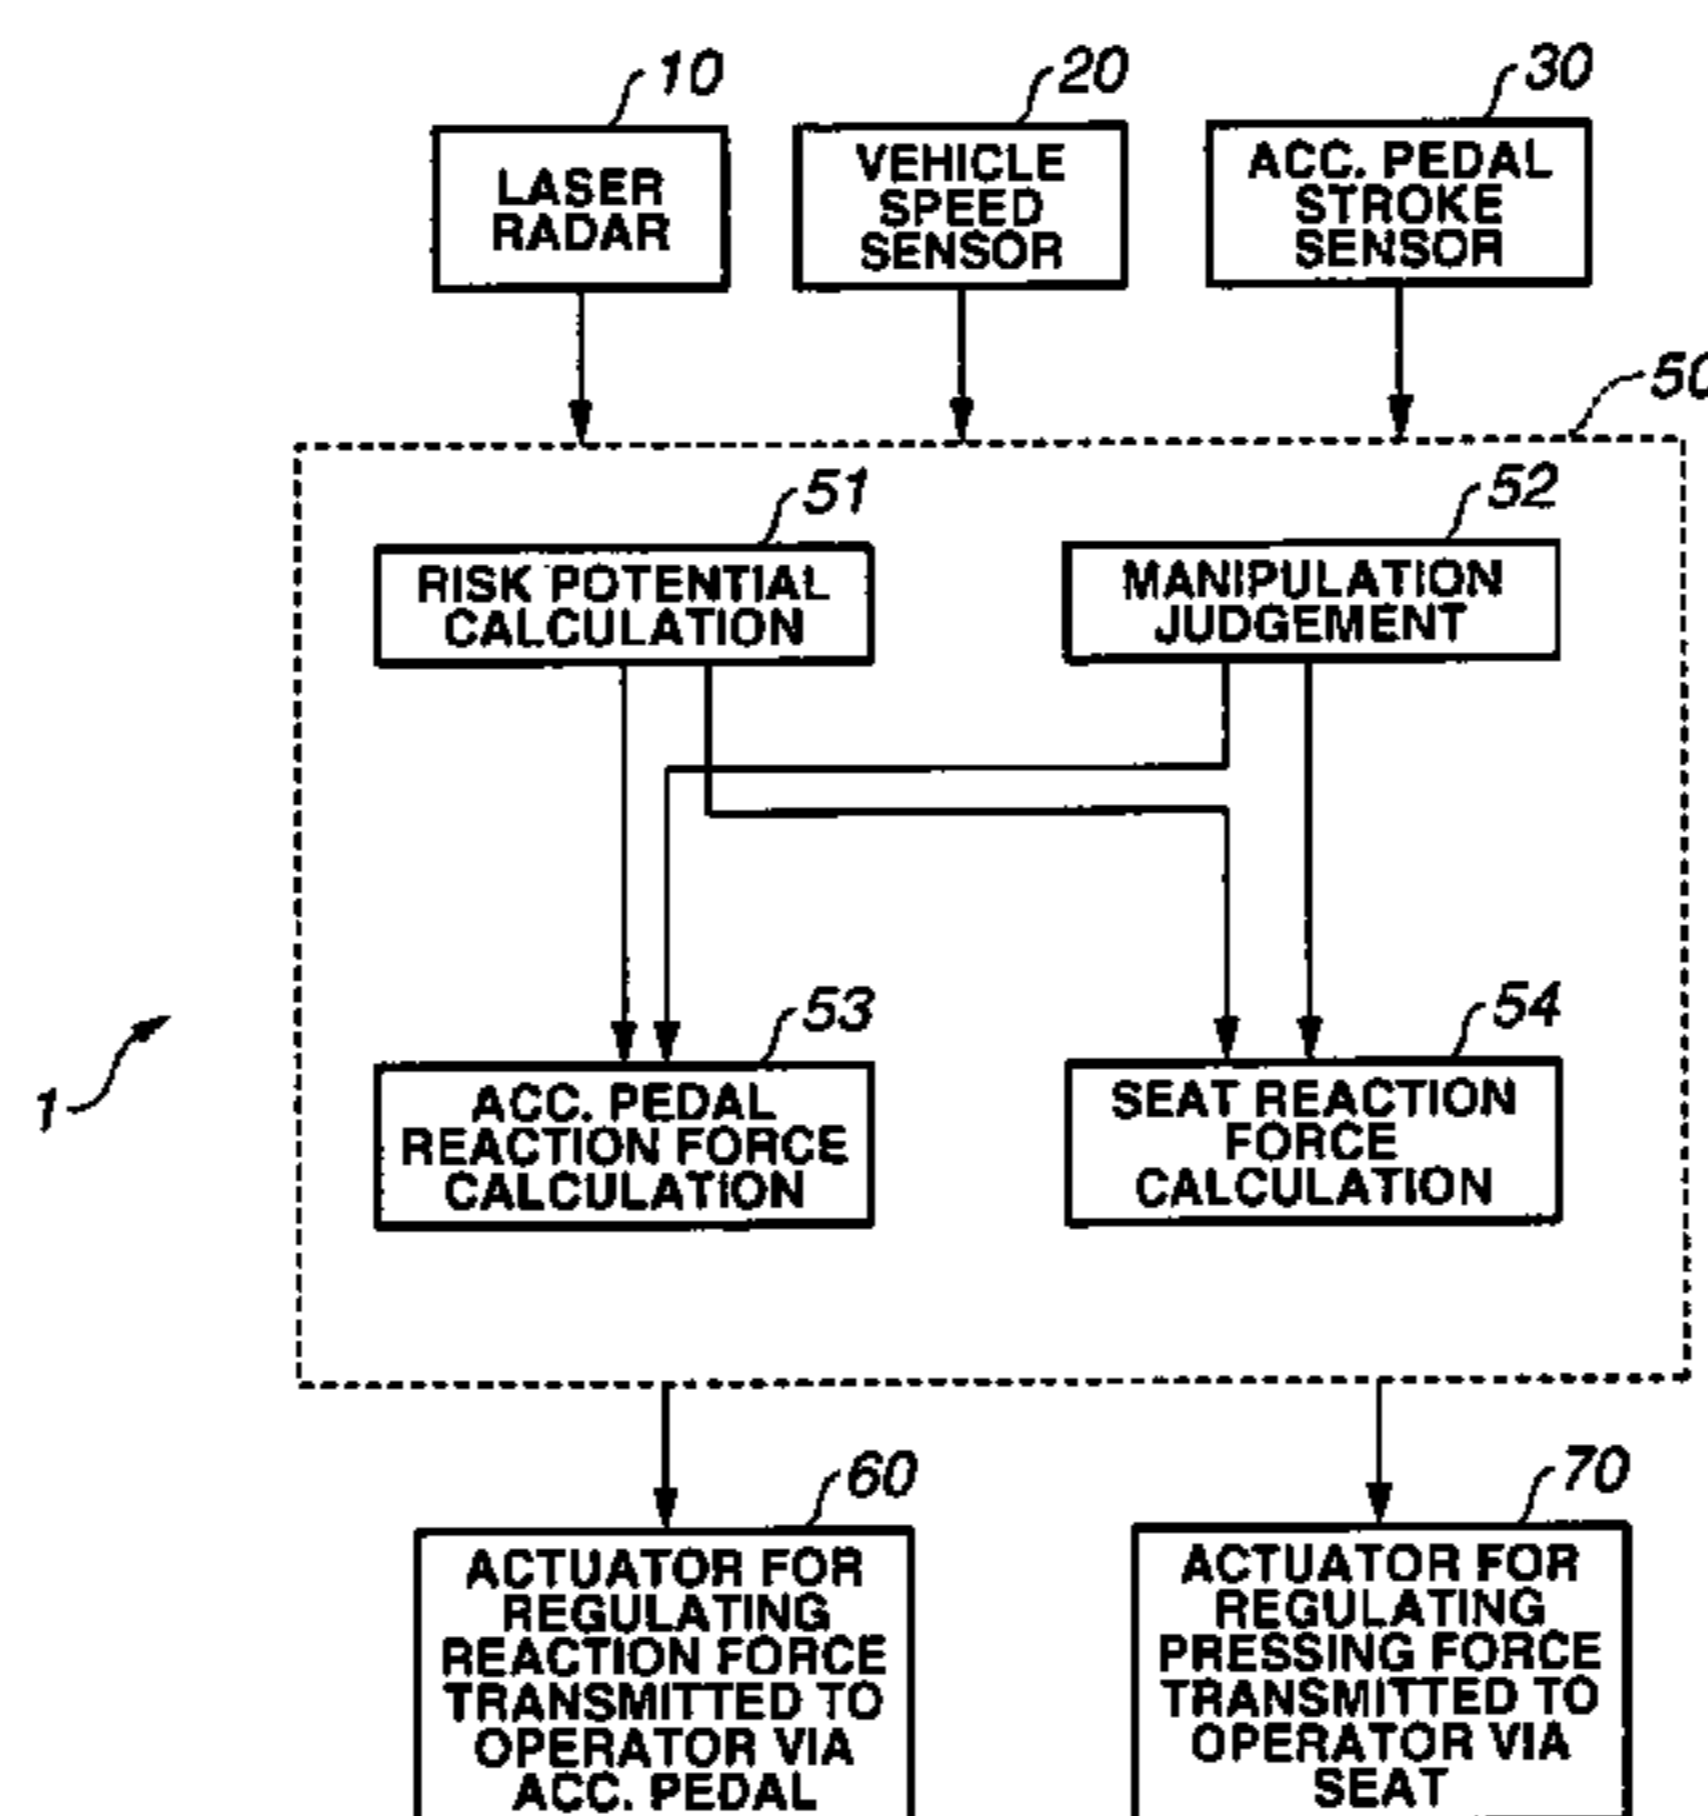 10
20
30
LASER
RADAR
VEHICLE
SPEED
SENSOR
ACC. PEDAL
STROKE
SENSOR
50
51
52
RISK POTENTIAL
CALCULATION
MANIPULATION
JUDGEMENT
53
54
1
ACC. PEDAL
REACTION FORCE
CALCULATION
SEAT REACTION
FORCE
CALCULATION
60
70
ACTUATOR FOR
REGULATING
REACTION FORCE
TRANSMITTED TO
OPERATOR VIA
ACC. PEDAL
ACTUATOR FOR
REGULATING
PRESSING FORCE
TRANSMITTED TO
OPERATOR VIA
SEAT